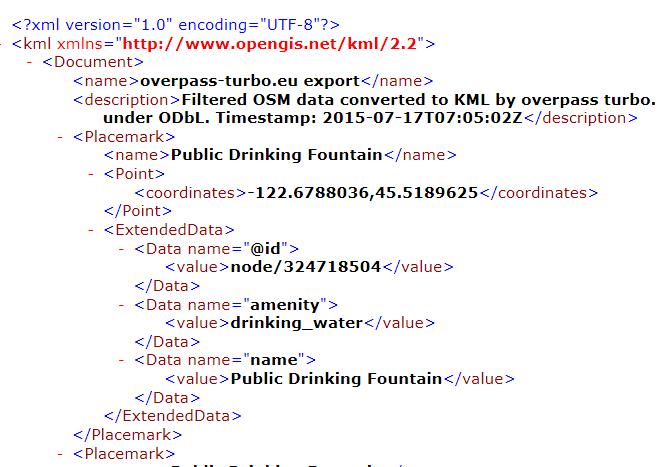 <?xml version="1.0" encoding="UTF-8"?>
- <kml xmlns="http://www.opengis.net/kml/2.2">
- <Document>
<name>overpass-turbo.eu export</name>
<description>Filtered OSM data converted to KML by overpass turbo.
under ODbL. Timestamp: 2015-07-17T07:05:02Z</description>
- <Placemark>
<name>Public Drinking Fountain</name>
- <Point>
<coordinates>-122.6788036,45.5189625</coordinates>
</Point>
- <ExtendedData>
- <Data name="@id">
<value>node/324718504</value>
</Data>
- <Data name="amenity">
<value>drinking_water</value>
</Data>
- <Data name="name">
<value>Public Drinking Fountain</value>
</Data>
</ExtendedData>
</Placemark>
- <Placemark>